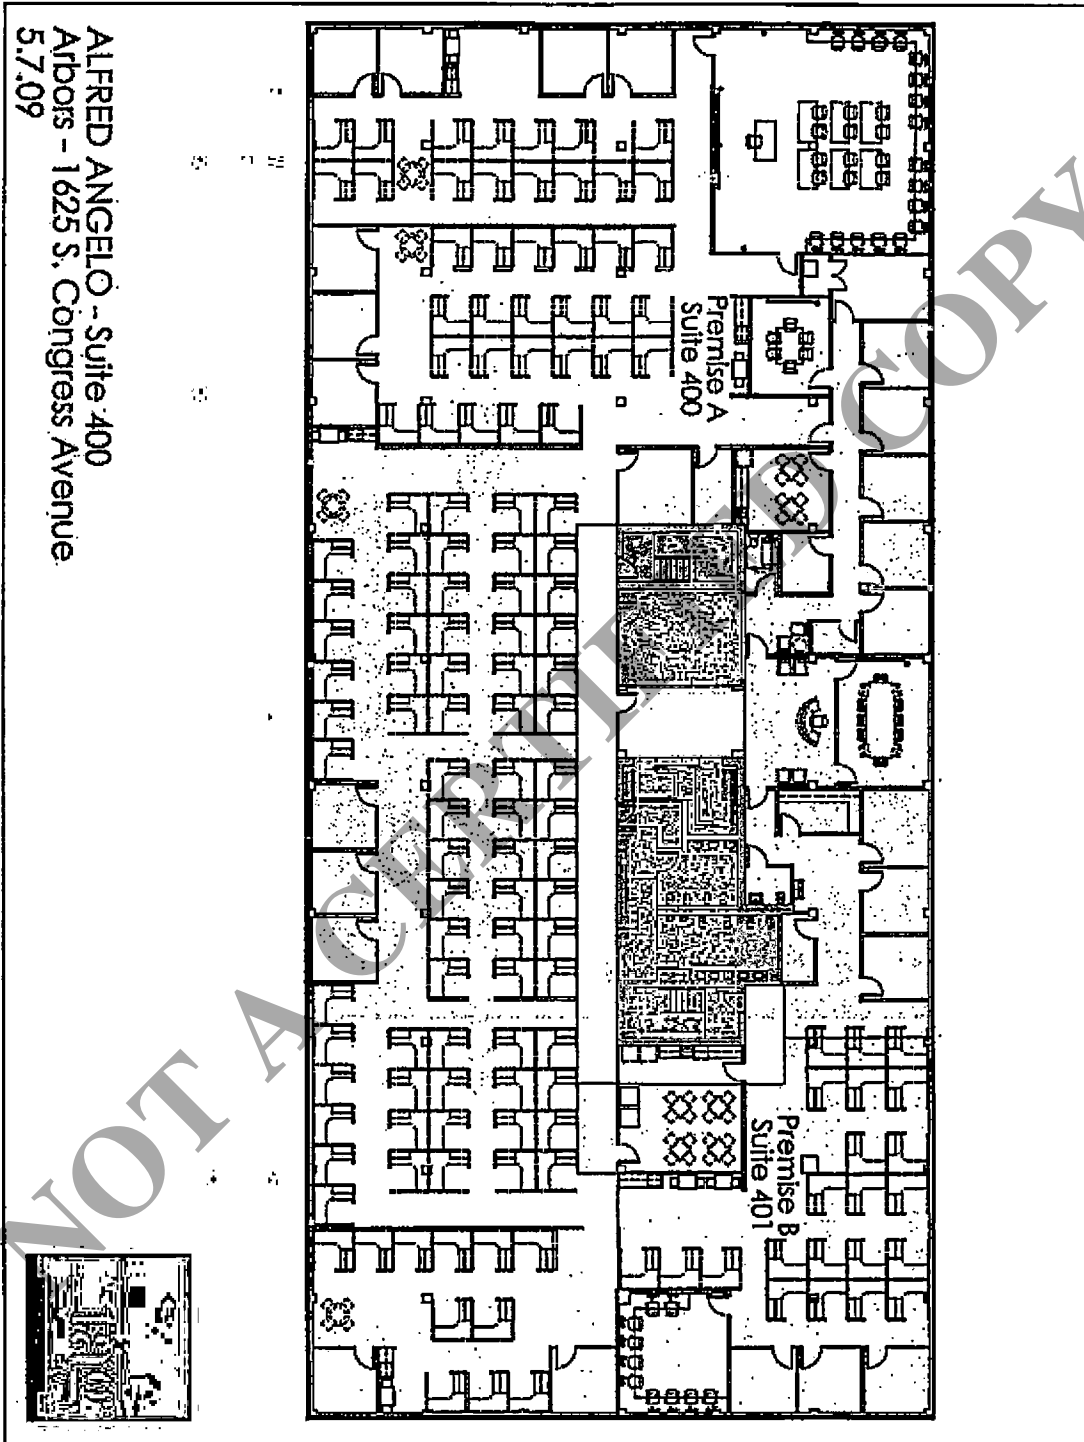 ALFRED ANGELO - Suite 400
Arbors - 1625 S. Congress Avenue
5.7.09
Premise A
Suite 400
Premise B
Suite 401
NOT A CERTIFIED COPY